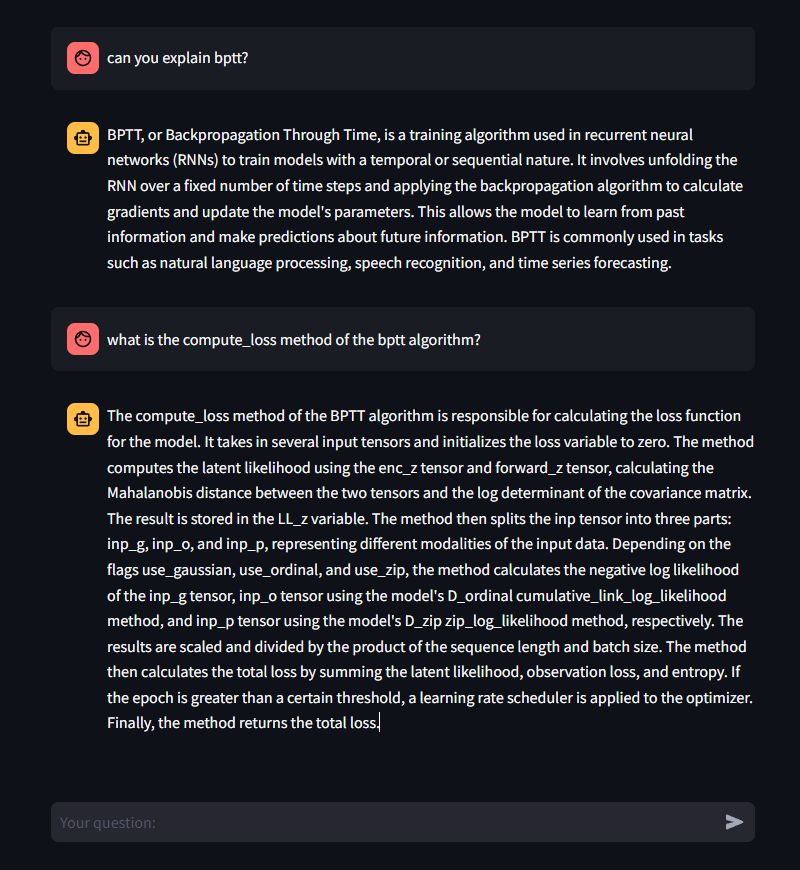 can you explain bptt?
BPTT, or Backpropagation Through Time, is a training algorithm used in recurrent neural
networks (RNNs) to train models with a temporal or sequential nature. It involves unfolding the
RNN over a fixed number of time steps and applying the backpropagation algorithm to calculate
gradients and update the model's parameters. This allows the model to learn from past
information and make predictions about future information. BPTT is commonly used in tasks
such as natural language processing, speech recognition, and time series forecasting.
what is the compute_loss method of the bptt algorithm?
The compute_loss method of the BPTT algorithm is responsible for calculating the loss function
for the model. It takes in several input tensors and initializes the loss variable to zero. The method
computes the latent likelihood using the enc_z tensor and forward_z tensor, calculating the
Mahalanobis distance between the two tensors and the log determinant of the covariance matrix.
The result is stored in the LL_z variable. The method then splits the inp tensor into three parts:
inp_g, inp_o, and inp_p, representing different modalities of the input data. Depending on the
flags use_gaussian, use_ordinal, and use_zip, the method calculates the negative log likelihood
of the inp_g tensor, inp_o tensor using the model's D_ordinal cumulative_link_log_likelihood
method, and inp_p tensor using the model's D_zip zip_log_likelihood method, respectively. The
results are scaled and divided by the product of the sequence length and batch size. The method
then calculates the total loss by summing the latent likelihood, observation loss, and entropy. If
the epoch is greater than a certain threshold, a learning rate scheduler is applied to the optimizer.
Finally, the method returns the total loss.
Your question: